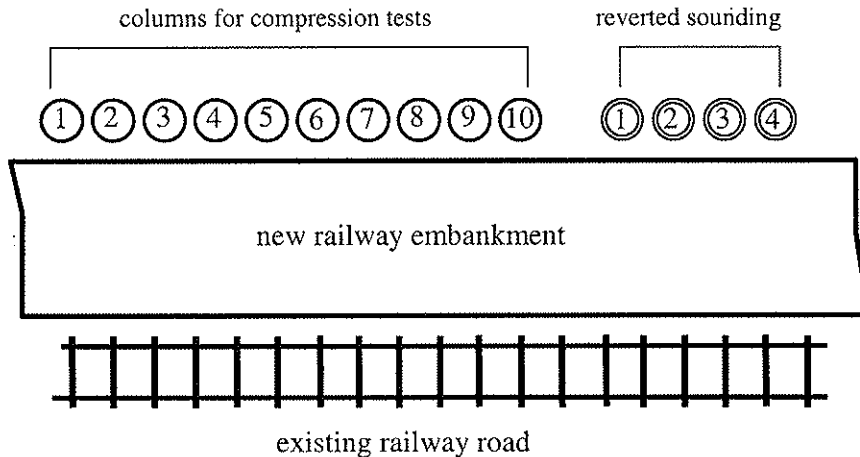 columns for compression tests
reverted souriding
1 2 3 4 5 6 7 8 9 10
1 2 3 4
new railway embankment
existing railway road